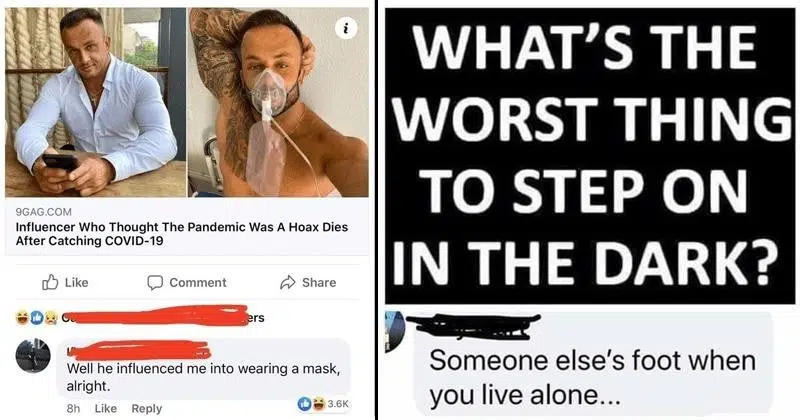 9GAG.COM
Influencer Who Thought The Pandemic Was A Hoax Dies
After Catching COVID-19
Like Comment Share
ers
Well he influenced me into wearing a mask,
alright.
8h Like Reply 3.6K
WHAT'S THE
WORST THING
TO STEP ON
IN THE DARK?
Someone else's foot when
you live alone...